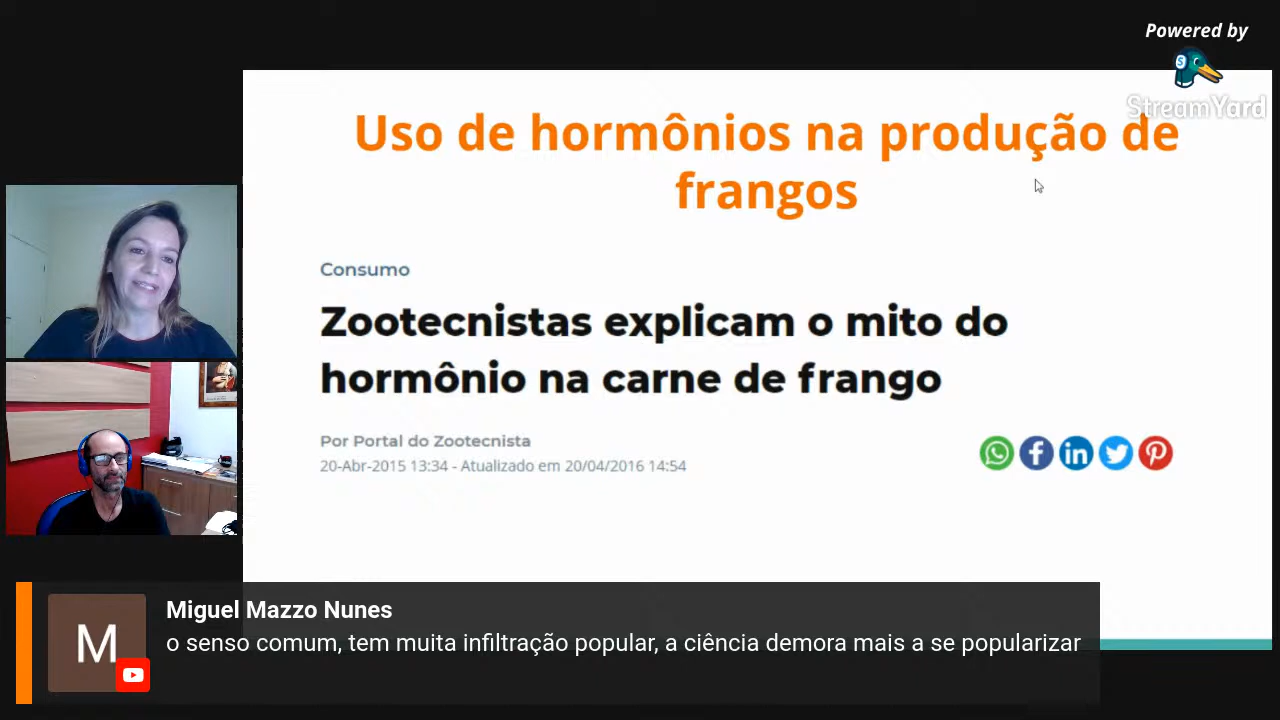 Powered by
StreamYard
Uso de hormônios na produção de
frangos
Consumo
Zootecnistas explicam o mito do
hormônio na carne de frango
Por Portal do Zootecnista
20-Abr-2015 13:34 - Atualizado em 20/04/2016 14:54
Miguel Mazzo Nunes
M
o senso comum, tem muita infiltração popular, a ciência demora mais a se popularizar